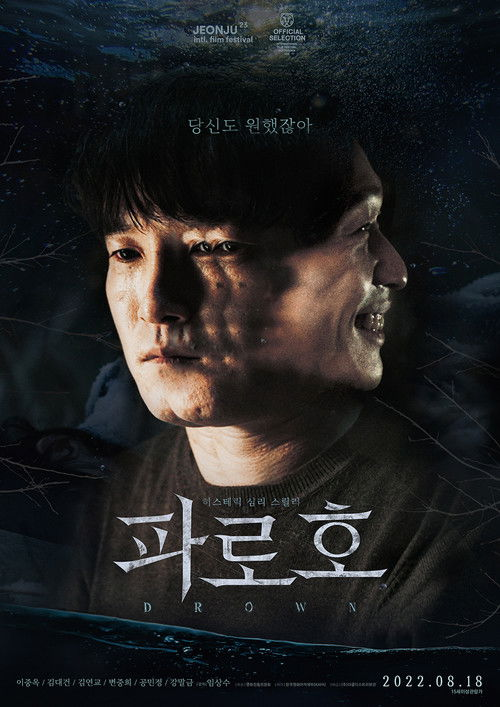 JEONJU '23
intl. film festival
OFFICIAL
SELECTION
당신도 원했잖아
히스테릭 심리 스릴러
파로호
DROWN
이중옥 / 김대건 / 김연교 / 변중희 / 공민정 / 강말금 임상수
2022.08.18
15세이상관람가